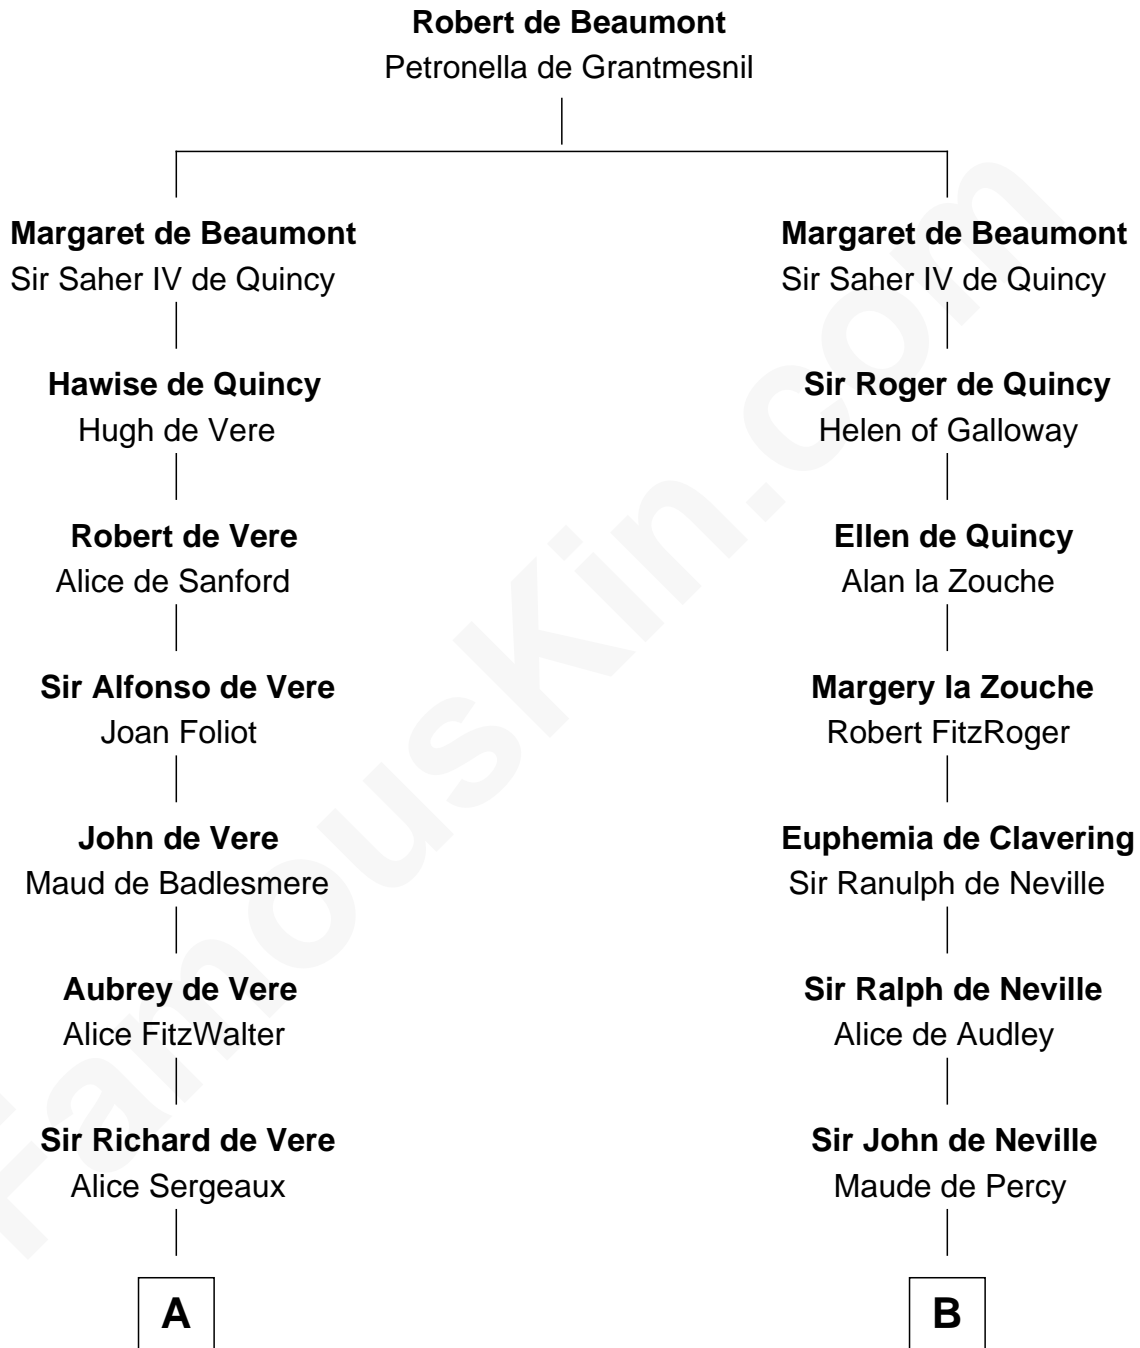 Robert de Beaumont
Petronella de Grantmesnil
Margaret de Beaumont
Sir Saher IV de Quincy
Margaret de Beaumont
Sir Saher IV de Quincy
Hawise de Quincy
Hugh de Vere
Sir Roger de Quincy
Helen of Galloway
Robert de Vere
Alice de Sanford
Ellen de Quincy
Alan la Zouche
Sir Alfonso de Vere
Joan Foliot
Margery la Zouche
Robert FitzRoger
John de Vere
Maud de Badlesmere
Euphemia de Clavering
Sir Ranulph de Neville
Aubrey de Vere
Alice FitzWalter
Sir Ralph de Neville
Alice de Audley
Sir Richard de Vere
Alice Sergeaux
Sir John de Neville
Maude de Percy
A
B
FamousKin.com